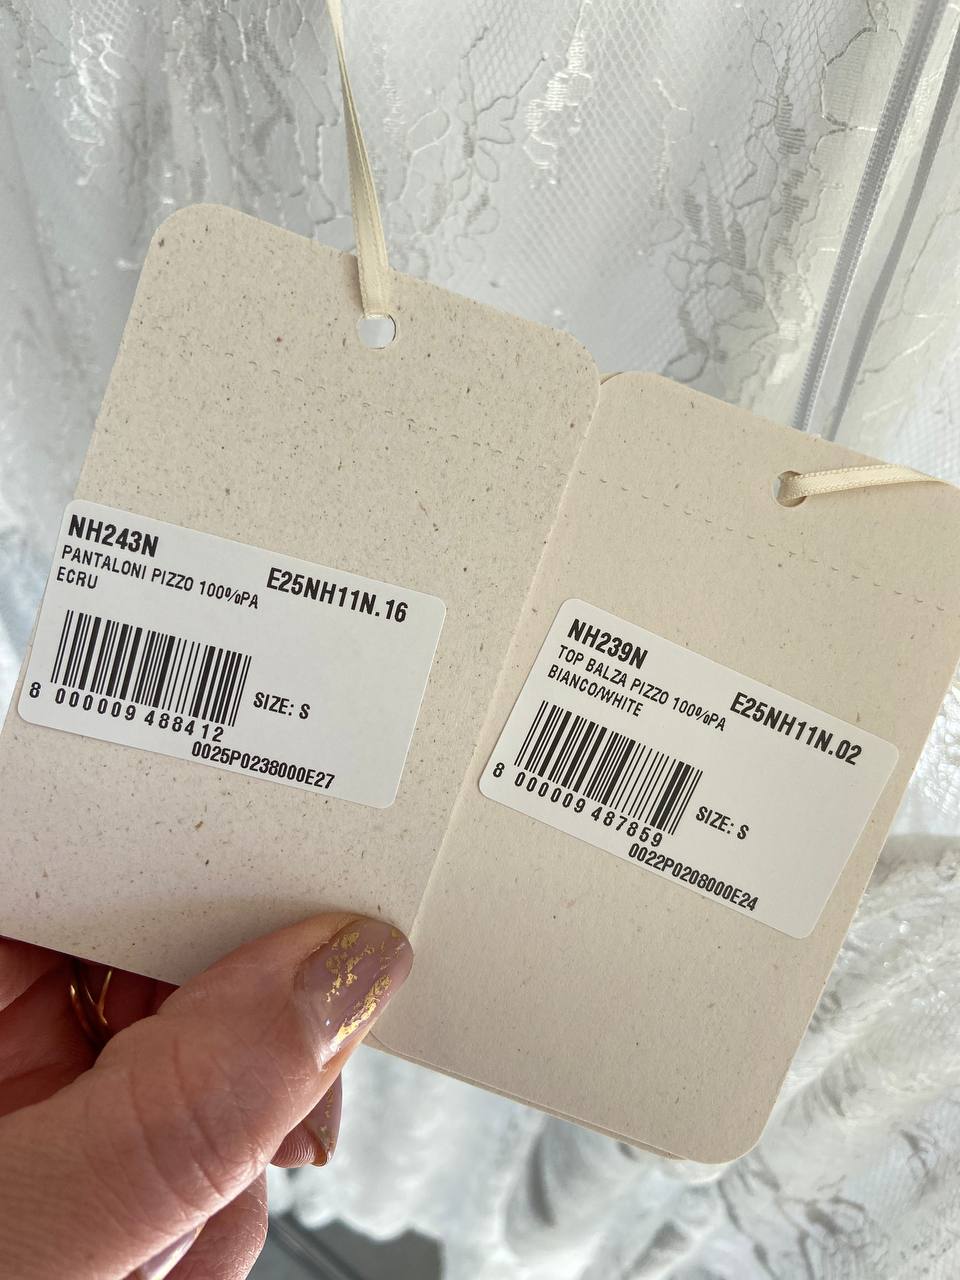 NH243N
PANTALONI PIZZO 100%PA
ECRU
E25NH11N.16
SIZE: S
8 000009 488412
0025P0238000E27
NH239N
TOP BALZA PIZZO 100%PA
BIANCO/WHITE
E25NH11N.02
SIZE: S
8 000009 487859
0022P0208000E24